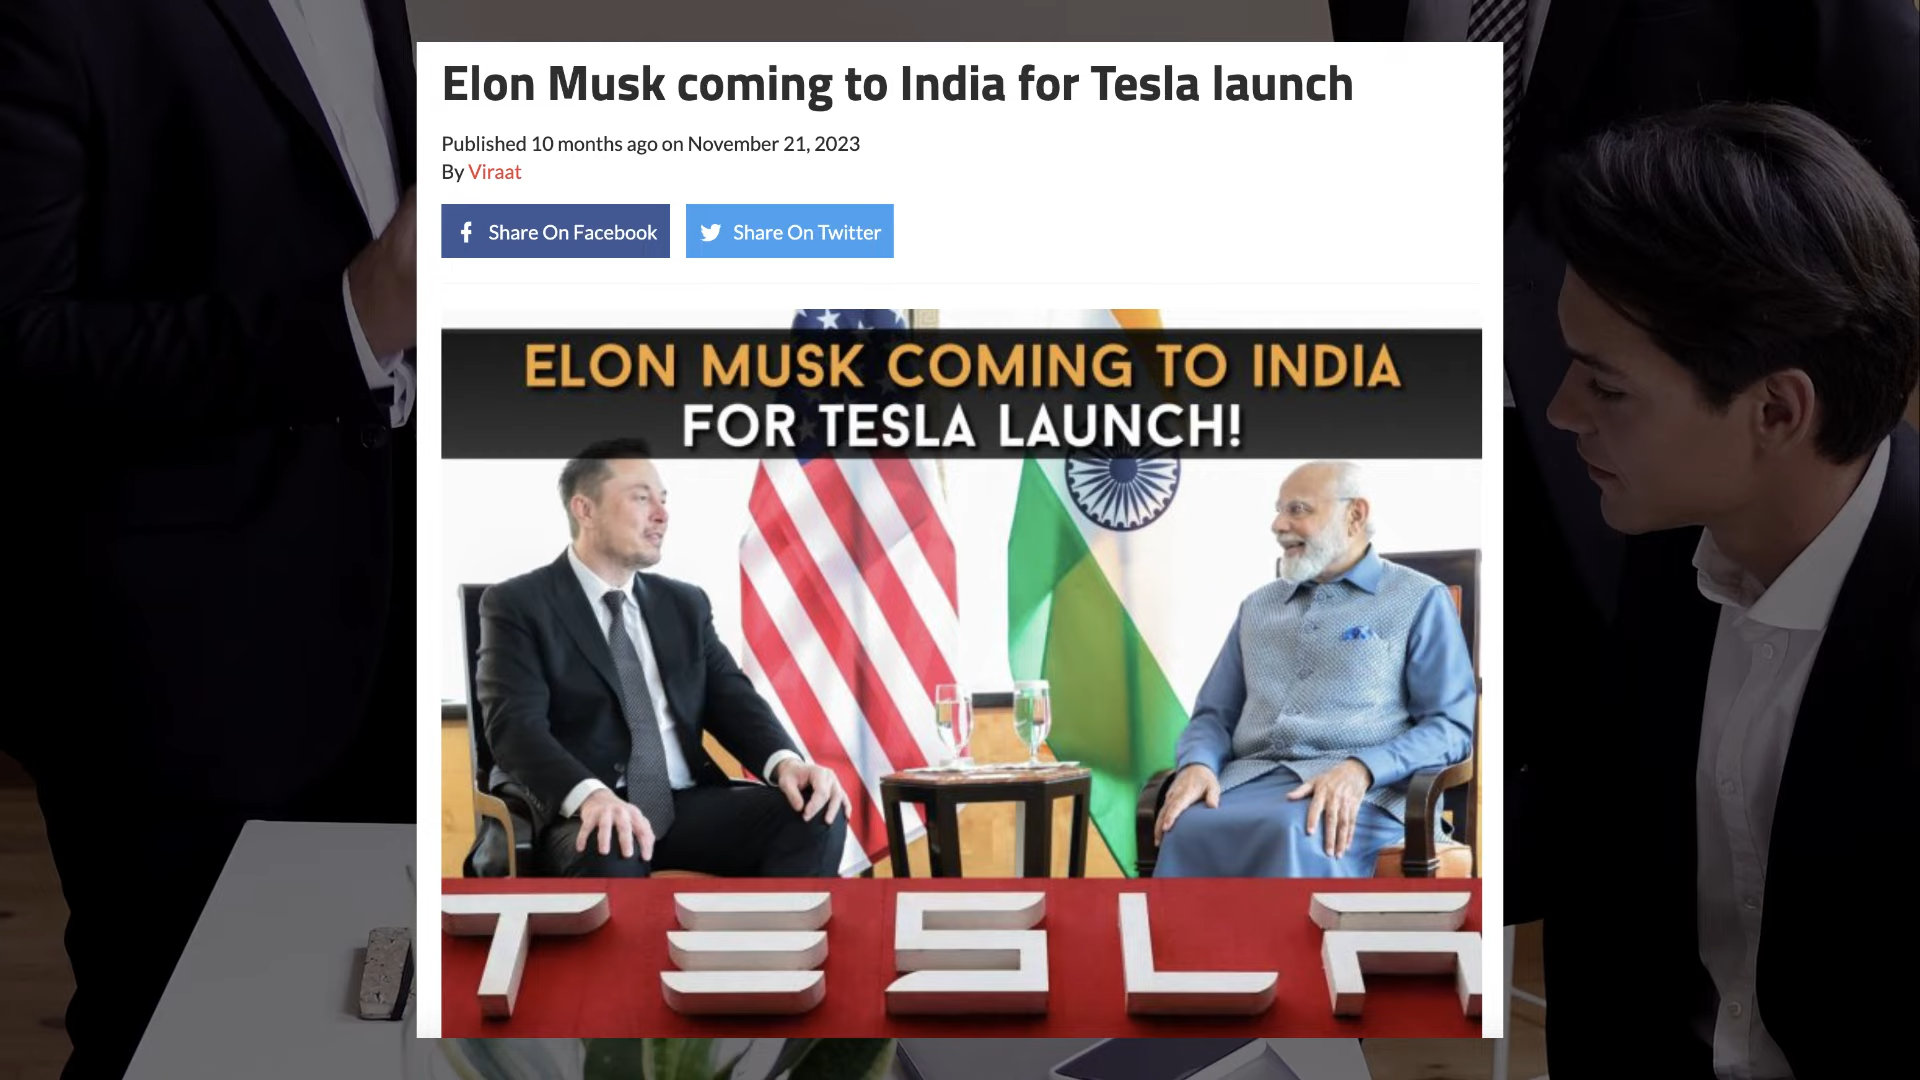 Elon Musk coming to India for Tesla launch
Published 10 months ago on November 21, 2023
By Viraat
Share On Facebook
Share On Twitter
ELON MUSK COMING TO INDIA
FOR TESLA LAUNCH!
TESLA